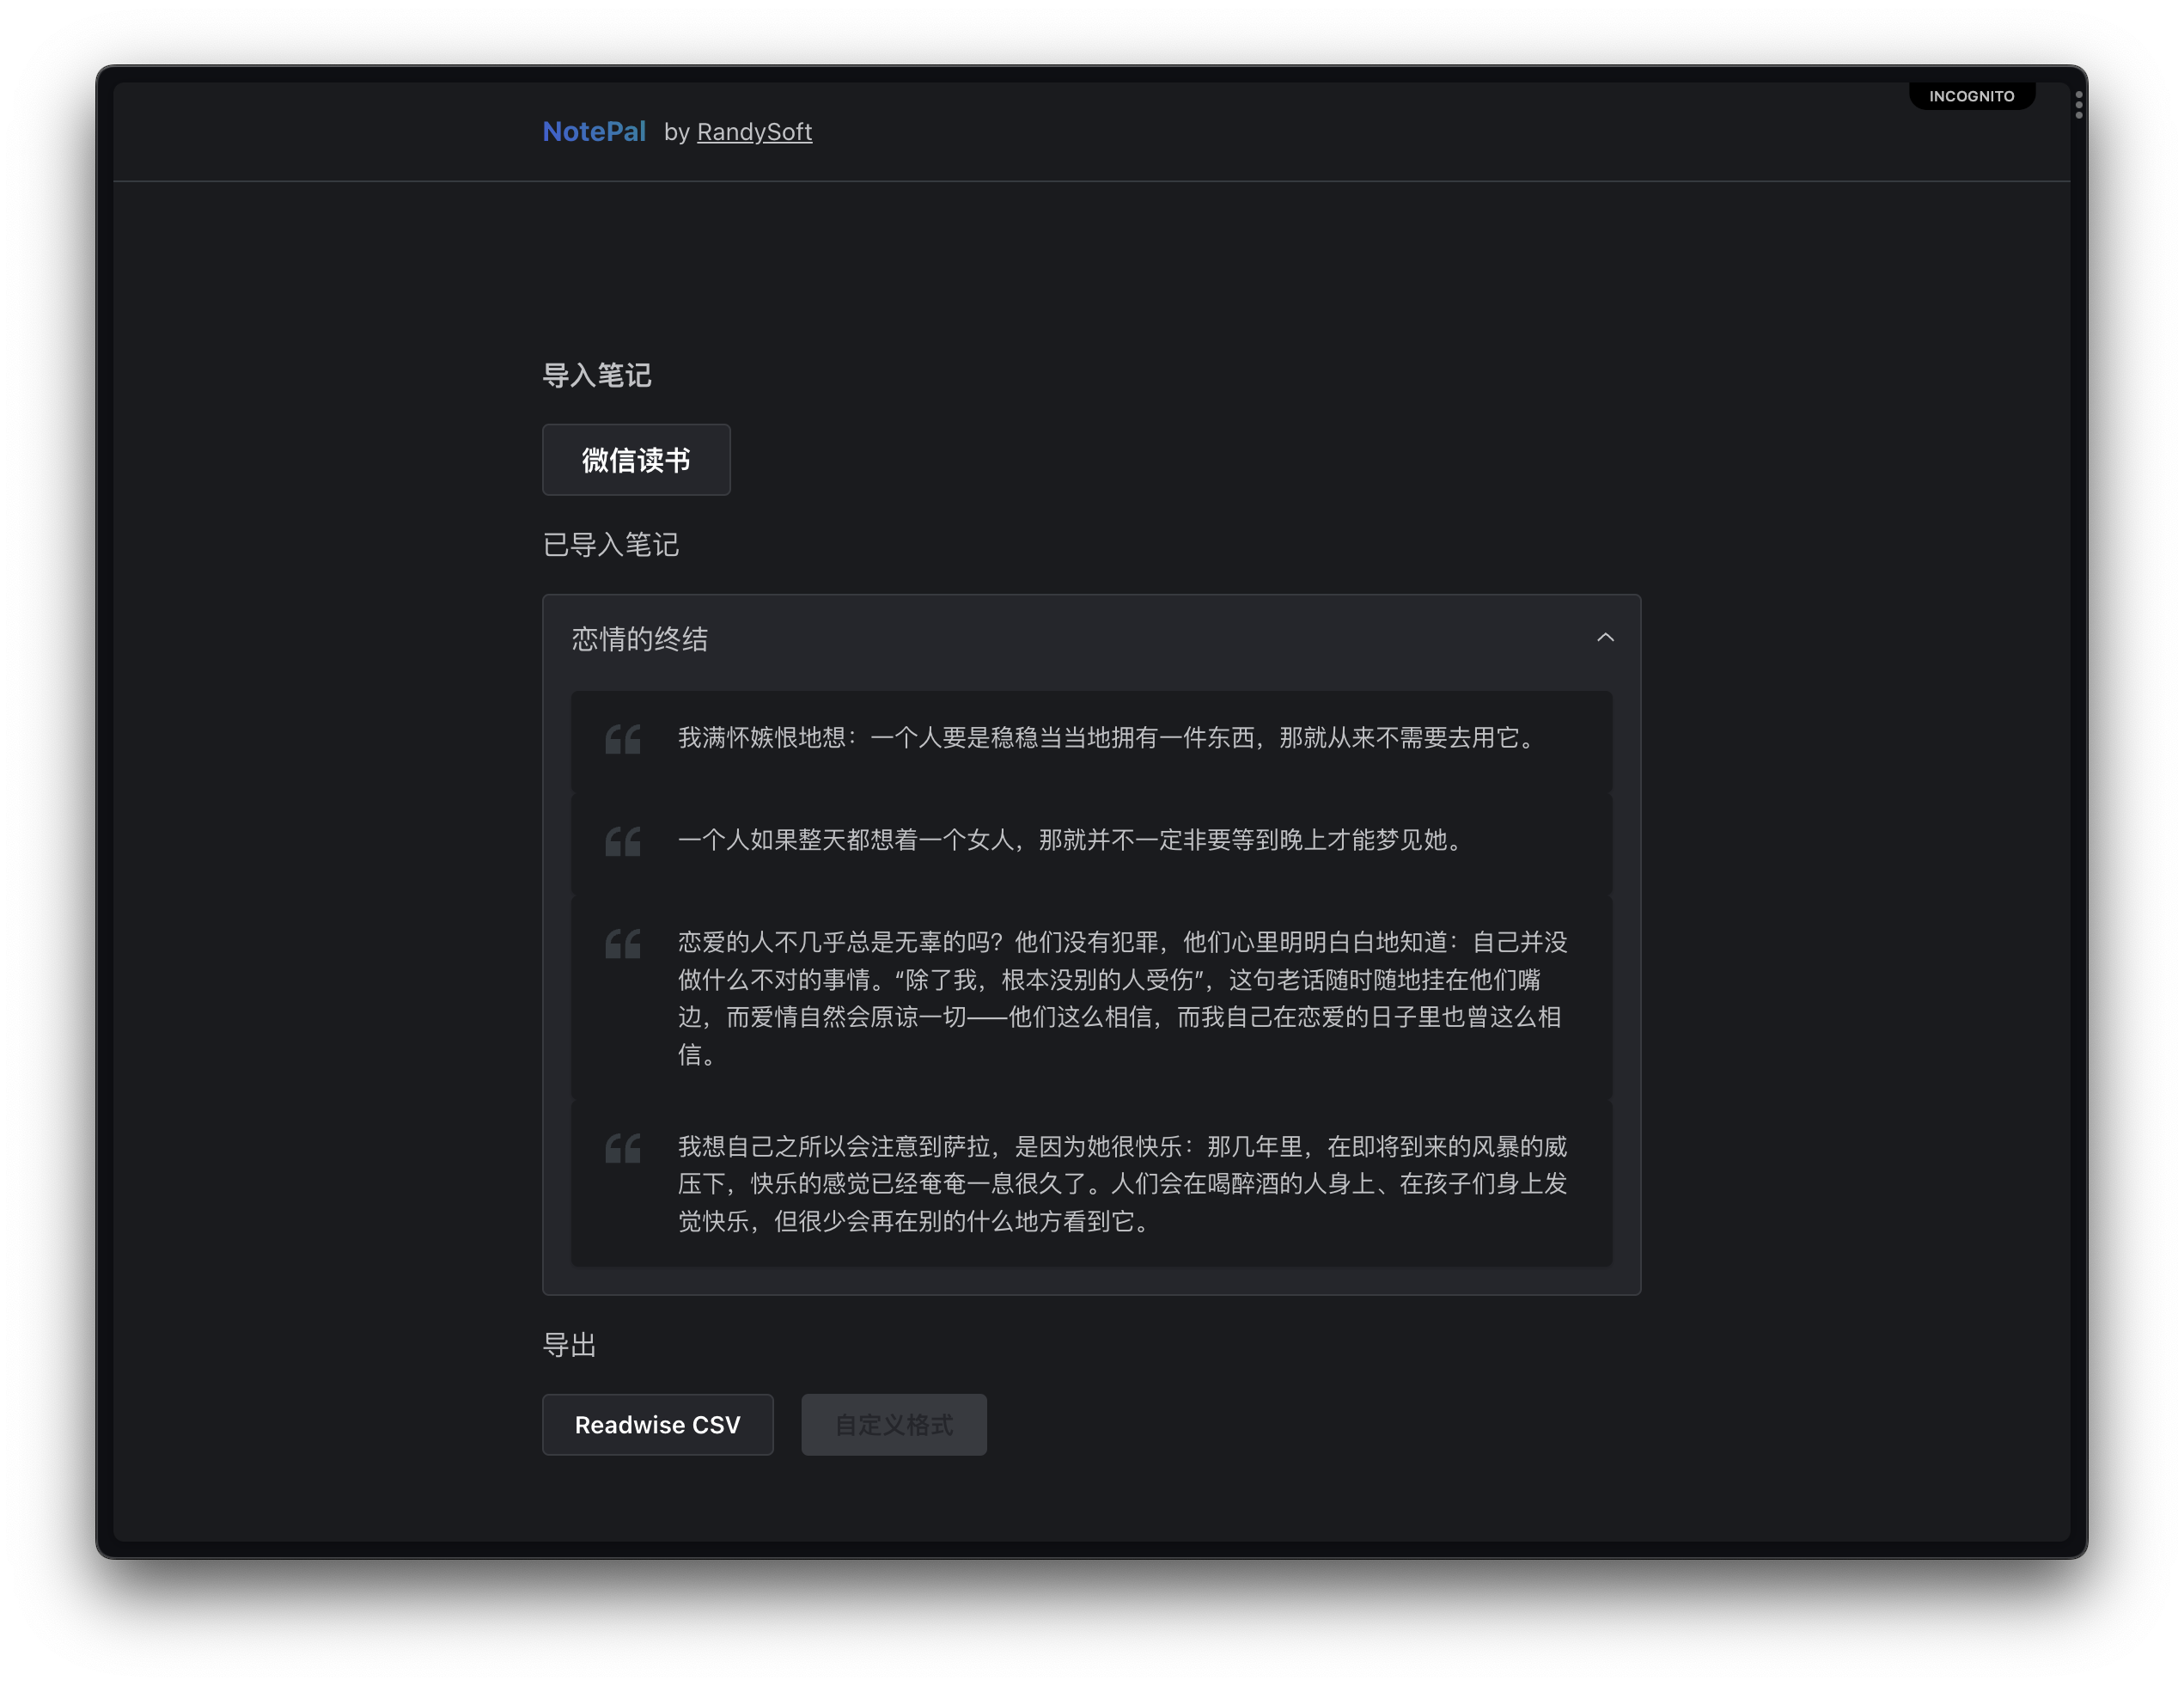 INCOGNITO
NotePal by RandySoft
导入笔记
微信读书
已导入笔记
恋情的终结
我满怀嫉恨地想：一个人要是稳稳当当地拥有一件东西，那就从来不需要去用它。
一个人如果整天都想着一个女人，那就并不一定非要等到晚上才能梦见她。
恋爱的人不几乎总是无辜的吗？他们没有犯罪，他们心里明明白白地知道：自己并没
做什么不对的事情。“除了我，根本没别的人受伤”，这句老话随时随地挂在他们嘴
边，而爱情自然会原谅一切——他们这么相信，而我自己在恋爱的日子里也曾这么相
信。
我想自己之所以会注意到萨拉，是因为她很快乐：那几年里，在即将到来的风暴的威
压下，快乐的感觉已经奄奄一息很久了。人们会在喝醉酒的人身上、在孩子们身上发
觉快乐，但很少会再在别的什么地方看到它。
导出
Readwise CSV 自定义格式